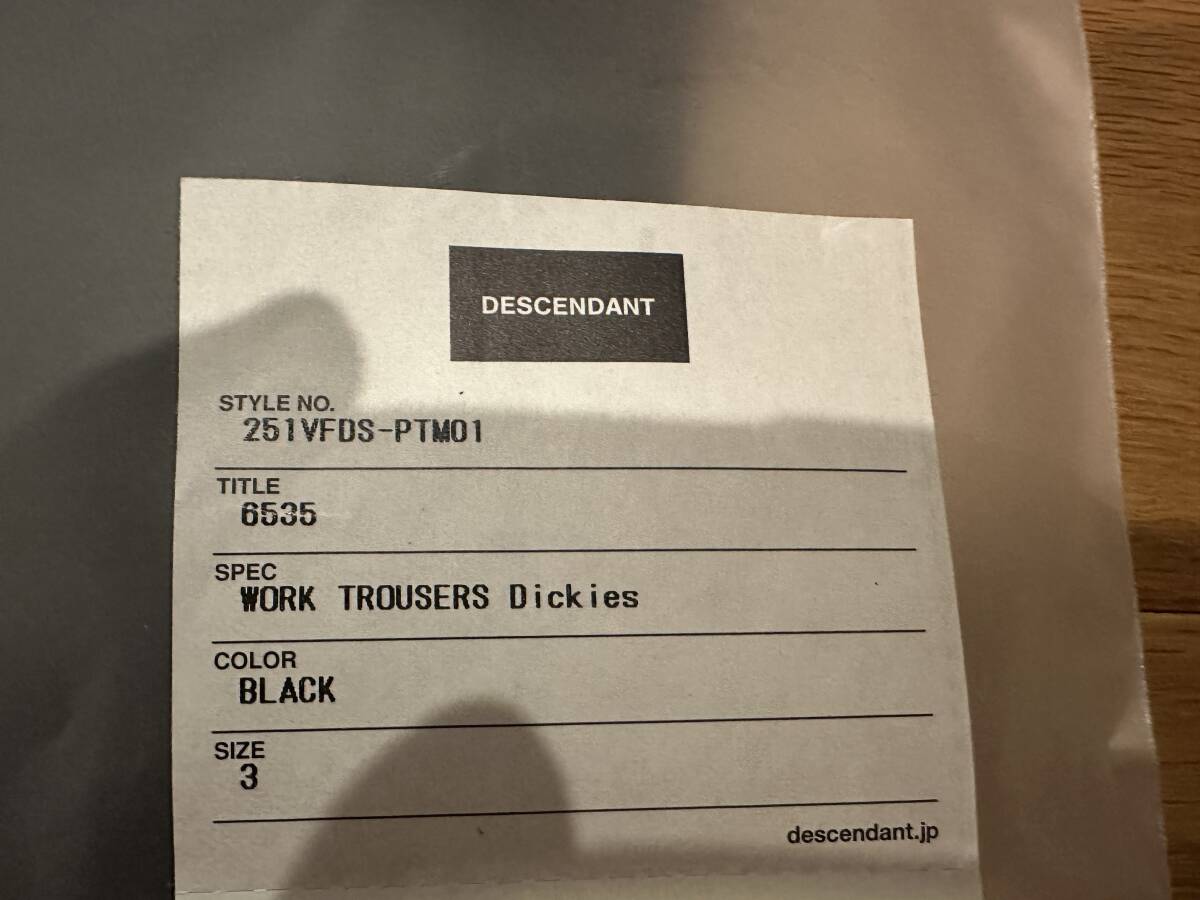 DESCENDANT
STYLE NO.
251VFDS-PTM01
TITLE
6535
SPEC
WORK TROUSERS Dickies
COLOR
BLACK
SIZE
3
descendant.jp